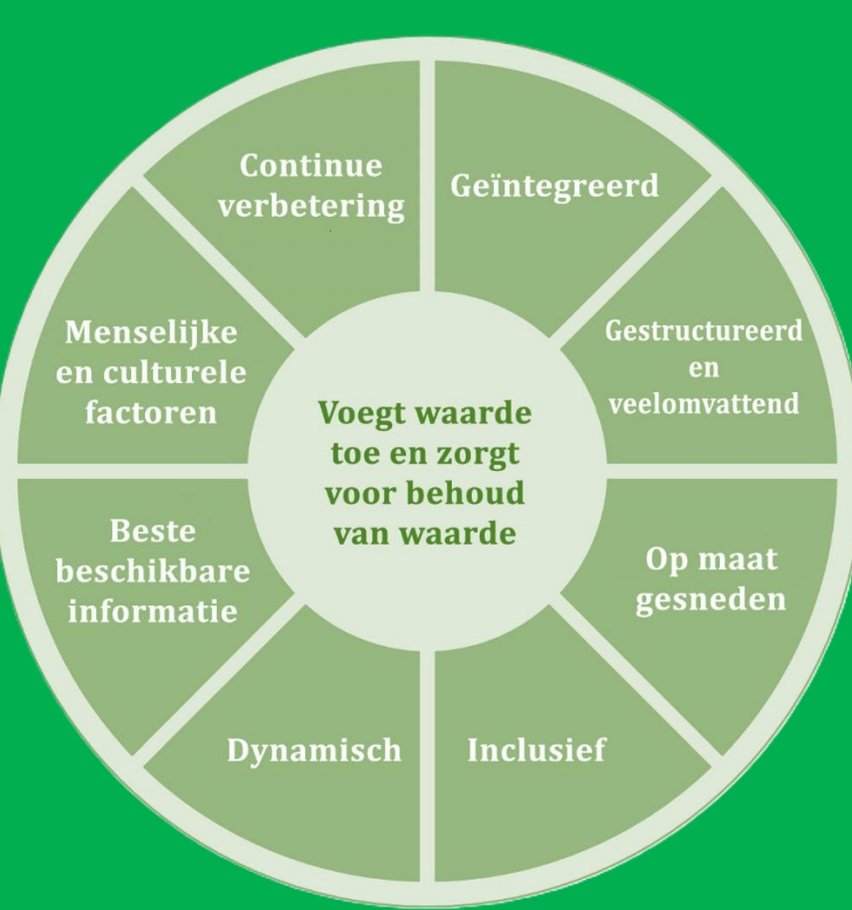 Continue
verbetering
Geïntegreerd
Gestructureerd
en
veelomvattend
Op maat
gesneden
Inclusief
Dynamisch
Beste
beschikbare
informatie
Menselijke
en culturele
factoren
Voegt waarde
toe en zorgt
voor behoud
van waarde